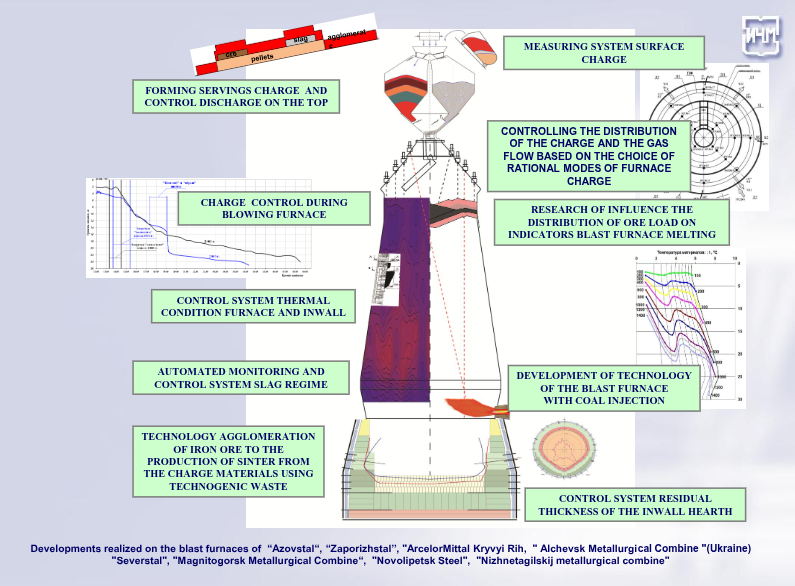 ore
slag
agglomerat
pellets
ИЧМ
MEASURING SYSTEM SURFACE
CHARGE
FORMING SERVINGS CHARGE AND
CONTROL DISCHARGE ON THE TOP
CONTROLLING THE DISTRIBUTION
OF THE CHARGE AND THE GAS
FLOW BASED ON THE CHOICE OF
RATIONAL MODES OF FURNACE
CHARGE
CHARGE CONTROL DURING
BLOWING FURNACE
RESEARCH OF INFLUENCE THE
DISTRIBUTION OF ORE LOAD ON
INDICATORS BLAST FURNACE MELTING
CONTROL SYSTEM THERMAL
CONDITION FURNACE AND INWALL
AUTOMATED MONITORING AND
CONTROL SYSTEM SLAG REGIME
DEVELOPMENT OF TECHNOLOGY
OF THE BLAST FURNACE
WITH COAL INJECTION
TECHNOLOGY AGGLOMERATION
OF IRON ORE TO THE
PRODUCTION OF SINTER FROM
THE CHARGE MATERIALS USING
TECHNOGENIC WASTE
CONTROL SYSTEM RESIDUAL
THICKNESS OF THE INWALL HEARTH
Developments realized on the blast furnaces of “Azovstal“, “Zaporizhstal”, "ArcelorMittal Kryvyi Rih, " Alchevsk Metallurgical Combine "(Ukraine)
"Severstal", "Magnitogorsk Metallurgical Combine“, "Novolipetsk Steel", "Nizhnetagilskij metallurgical combine"